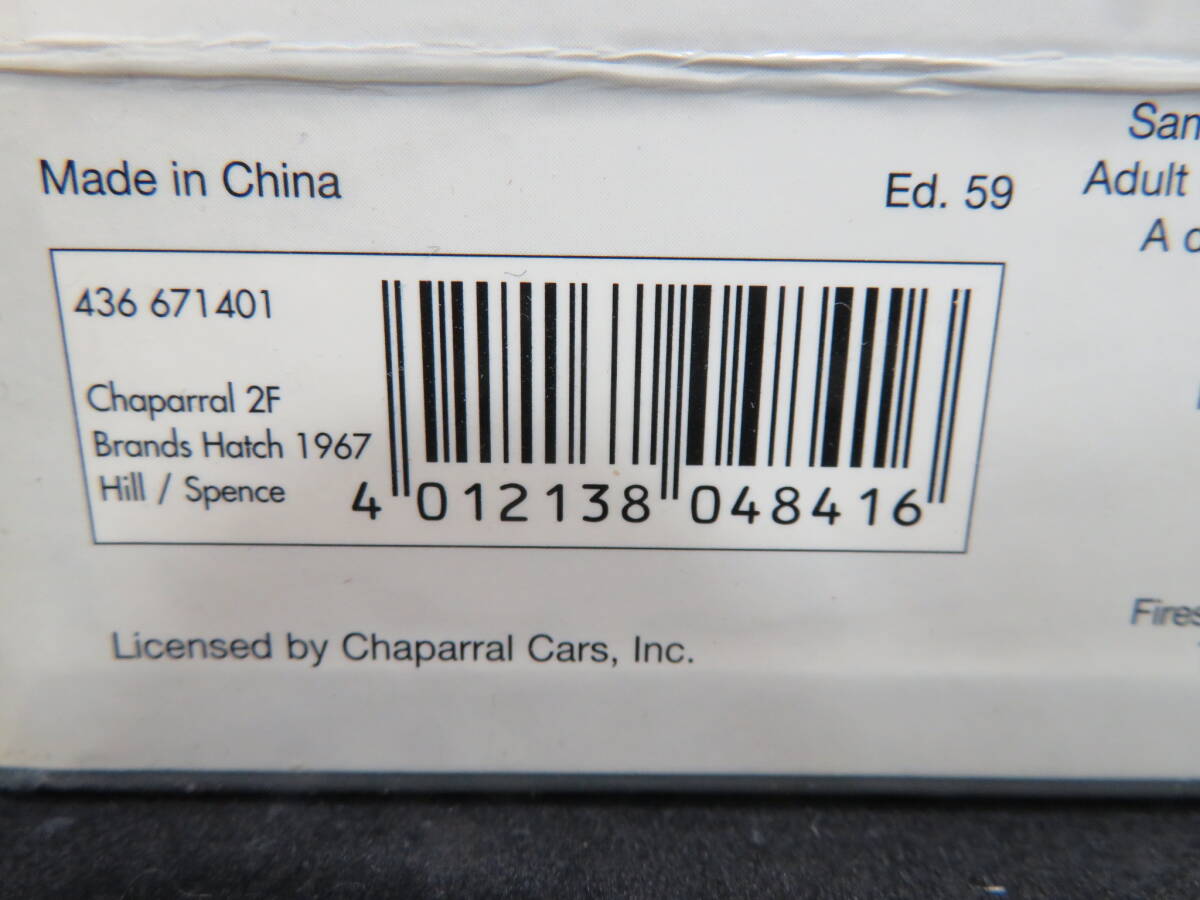 Made in China
Ed. 59
436 671401
Chaparral 2F
Brands Hatch 1967
Hill / Spence
4 012138 048416
Licensed by Chaparral Cars, Inc.
Adult
A